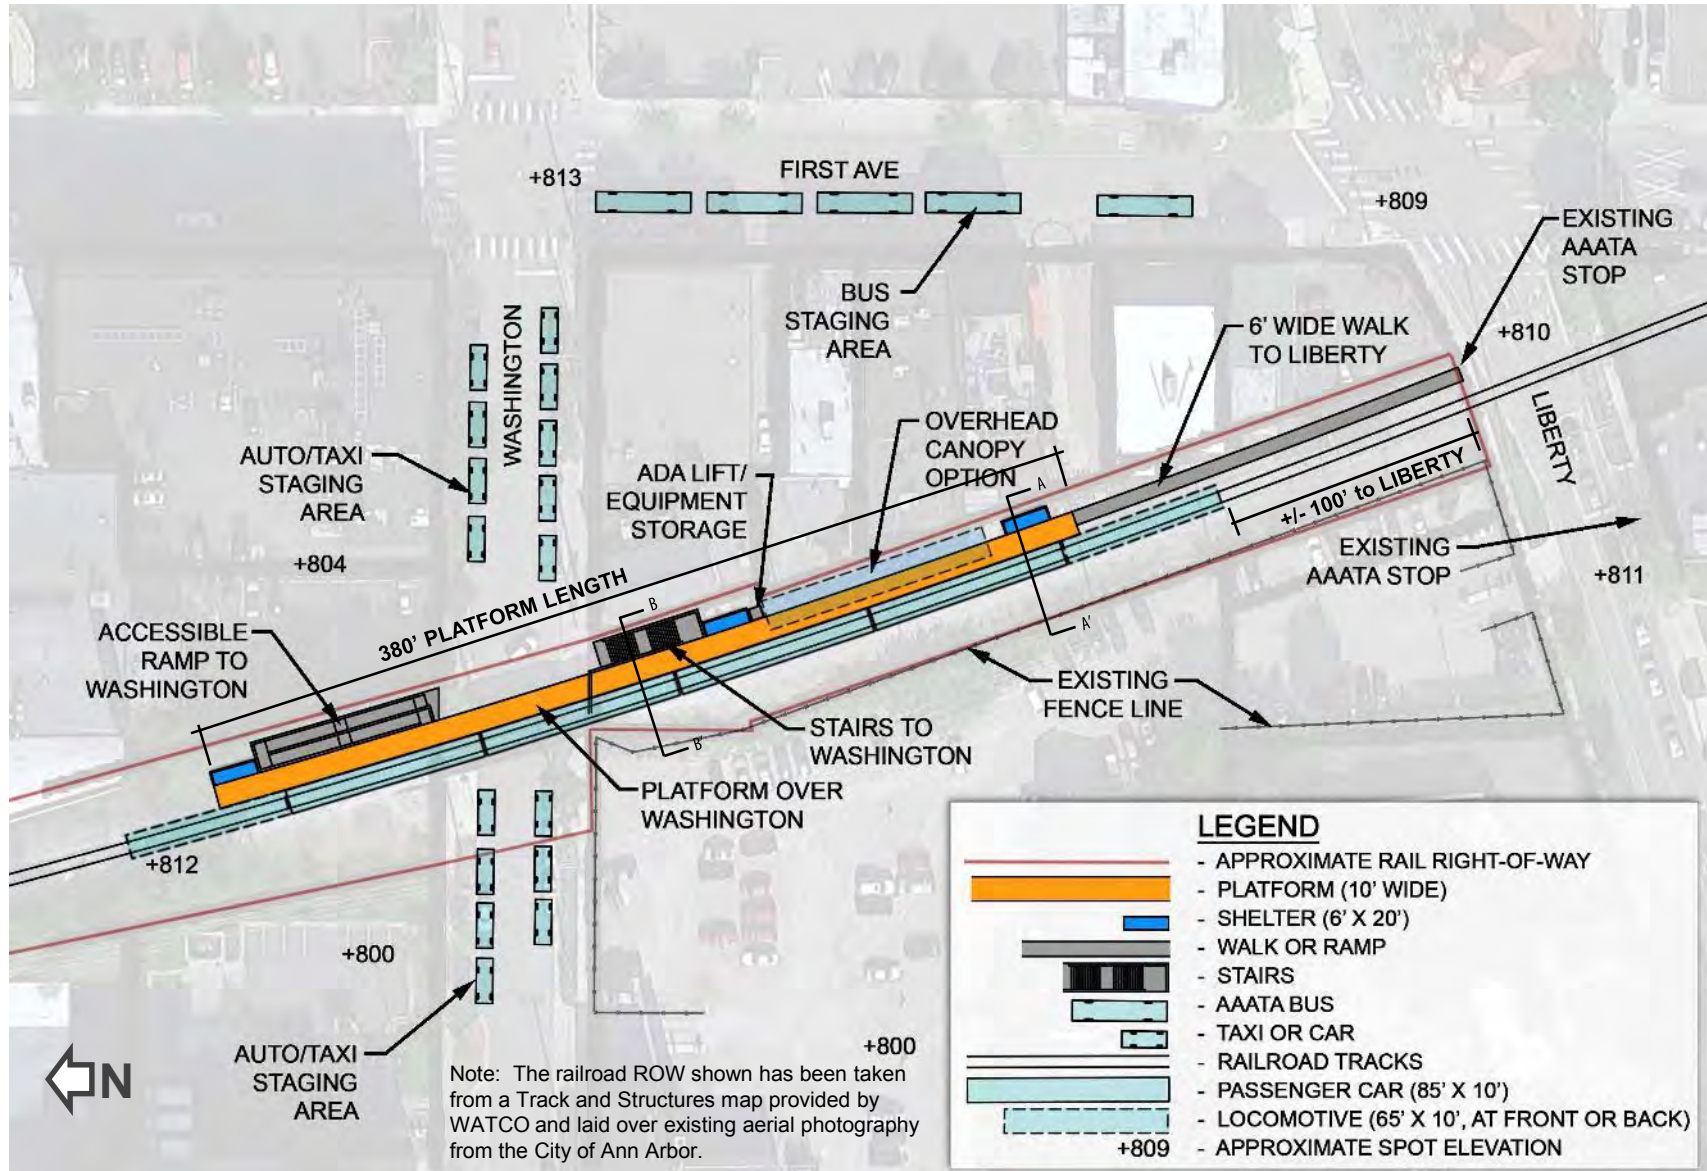 FIRST AVE
+813
+809
EXISTING
AAATA
STOP
BUS
STAGING
AREA
WASHINGTON
6' WIDE WALK
TO LIBERTY
+810
OVERHEAD
CANOPY
OPTION
LIBERTY
AUTO/TAXI
STAGING
AREA
ADA LIFT/
EQUIPMENT
STORAGE
A
+/- 100' to LIBERTY
EXISTING
AAATA STOP
+804
+811
380' PLATFORM LENGTH
B
A'
ACCESSIBLE
RAMP TO
WASHINGTON
EXISTING
FENCE LINE
B'
STAIRS TO
WASHINGTON
PLATFORM OVER
WASHINGTON
+812
+800
+800
AUTO/TAXI
STAGING
AREA
N
Note: The railroad ROW shown has been taken
from a Track and Structures map provided by
WATCO and laid over existing aerial photography
from the City of Ann Arbor.
LEGEND
- APPROXIMATE RAIL RIGHT-OF-WAY
- PLATFORM (10' WIDE)
- SHELTER (6' X 20')
- WALK OR RAMP
- STAIRS
- AAATA BUS
- TAXI OR CAR
- RAILROAD TRACKS
- PASSENGER CAR (85' X 10')
- LOCOMOTIVE (65' X 10', AT FRONT OR BACK)
+809 - APPROXIMATE SPOT ELEVATION